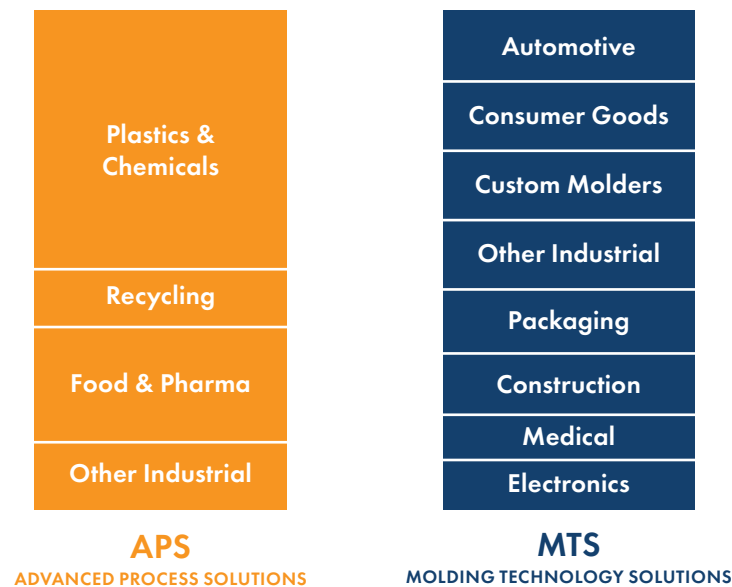 Plastics &
Chemicals
Recycling
Food & Pharma
Other Industrial
APS
ADVANCED PROCESS SOLUTIONS
Automotive
Consumer Goods
Custom Molders
Other Industrial
Packaging
Construction
Medical
Electronics
MTS
MOLDING TECHNOLOGY SOLUTIONS